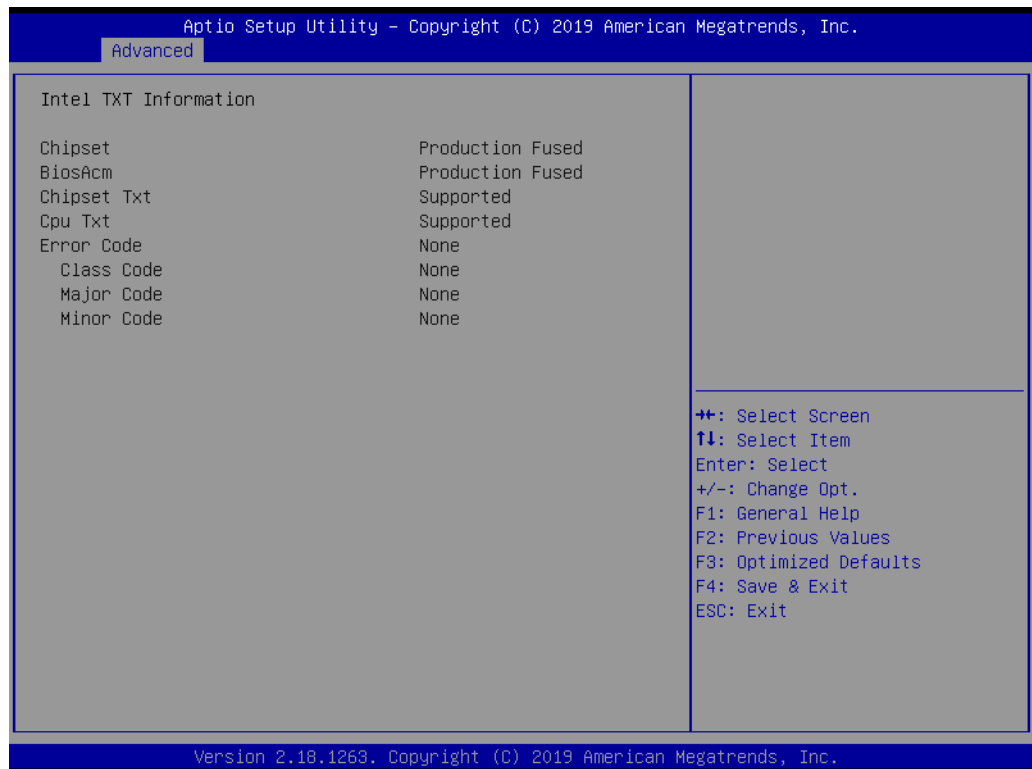 Aptio Setup Utility – Copyright (C) 2019 American Megatrends, Inc.
Advanced
Intel TXT Information
Chipset Production Fused
BiosAcm Production Fused
Chipset Txt Supported
Cpu Txt Supported
Error Code None
Class Code None
Major Code None
Minor Code None
→←: Select Screen
↑↓: Select Item
Enter: Select
+/-: Change Opt.
F1: General Help
F2: Previous Values
F3: Optimized Defaults
F4: Save & Exit
ESC: Exit
Version 2.18.1263. Copyright (C) 2019 American Megatrends, Inc.